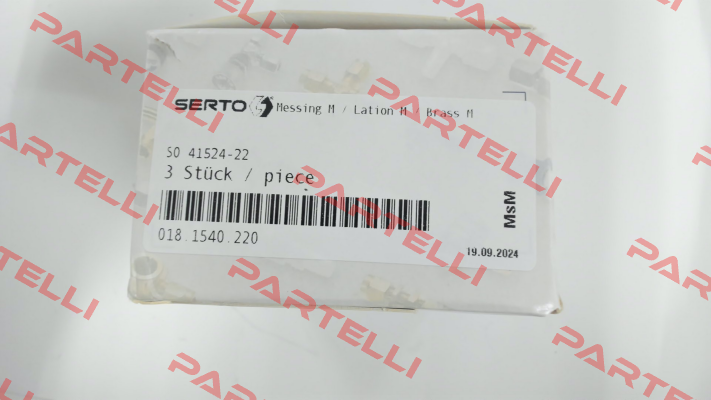 SERTO Messing M / Lation M / Brass M
SO 41524-22
3 Stück / piece
018.1540.220
MsM
19.09.2024
PARTELLI
PARTELLI
PARTELLI
PARTELLI
PARTELLI
PARTELLI
PARTELLI
PARTELLI